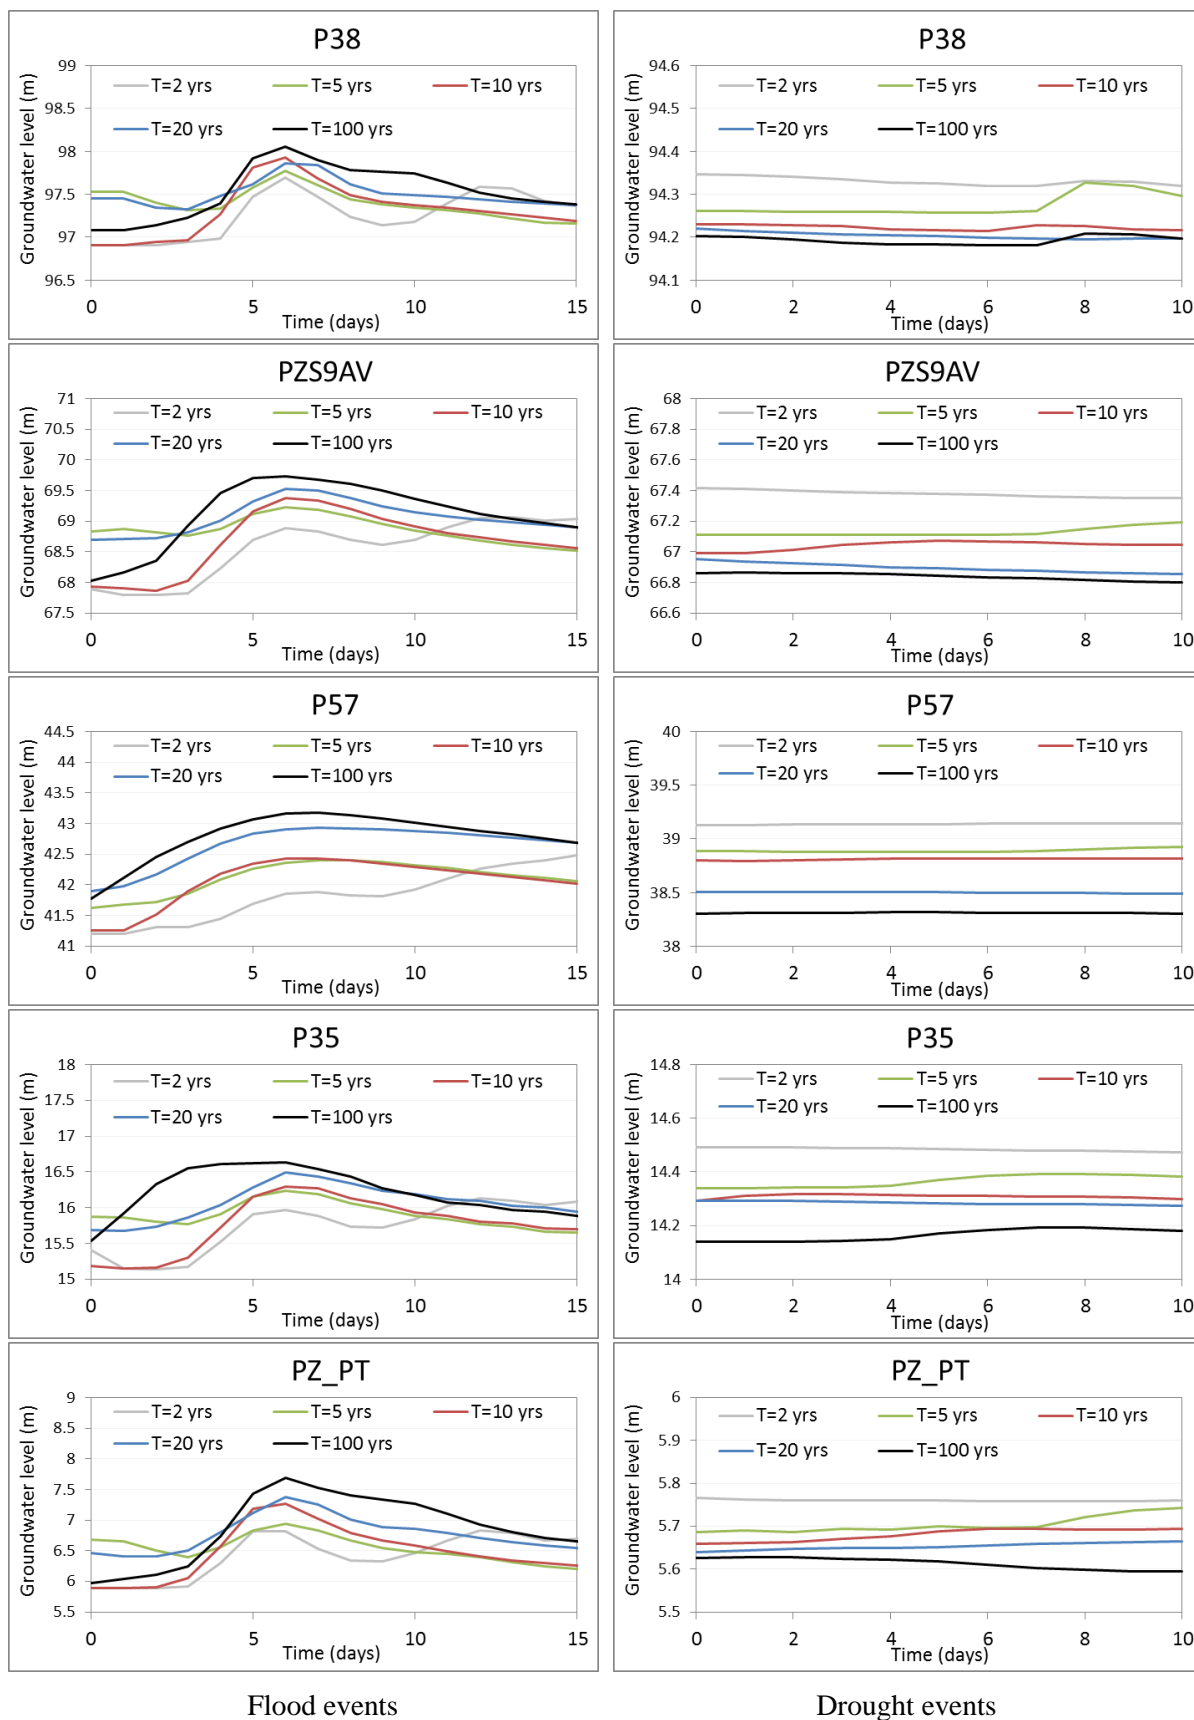 P38
Groundwater level (m)
99
98.5
98
97.5
97
96.5
T=2 yrs T=5 yrs T=10 yrs
T=20 yrs T=100 yrs
0 5 10 15
Time (days)
P38
Groundwater level (m)
94.6
94.5
94.4
94.3
94.2
94.1
T=2 yrs T=5 yrs T=10 yrs
T=20 yrs T=100 yrs
0 2 4 6 8 10
Time (days)
PZS9AV
Groundwater level (m)
71
70.5
70
69.5
69
68.5
68
67.5
T=2 yrs T=5 yrs T=10 yrs
T=20 yrs T=100 yrs
0 5 10 15
Time (days)
PZS9AV
Groundwater level (m)
68
67.8
67.6
67.4
67.2
67
66.8
66.6
T=2 yrs T=5 yrs T=10 yrs
T=20 yrs T=100 yrs
0 2 4 6 8 10
Time (days)
P57
Groundwater level (m)
44.5
44
43.5
43
42.5
42
41.5
41
T=2 yrs T=5 yrs T=10 yrs
T=20 yrs T=100 yrs
0 5 10 15
Time (days)
P57
Groundwater level (m)
40
39.5
39
38.5
38
T=2 yrs T=5 yrs T=10 yrs
T=20 yrs T=100 yrs
0 2 4 6 8 10
Time (days)
P35
Groundwater level (m)
18
17.5
17
16.5
16
15.5
15
T=2 yrs T=5 yrs T=10 yrs
T=20 yrs T=100 yrs
0 5 10 15
Time (days)
P35
Groundwater level (m)
14.8
14.6
14.4
14.2
14
T=2 yrs T=5 yrs T=10 yrs
T=20 yrs T=100 yrs
0 2 4 6 8 10
Time (days)
PZ_PT
Groundwater level (m)
9
8.5
8
7.5
7
6.5
6
5.5
T=2 yrs T=5 yrs T=10 yrs
T=20 yrs T=100 yrs
0 5 10 15
Time (days)
PZ_PT
Groundwater level (m)
6
5.9
5.8
5.7
5.6
5.5
T=2 yrs T=5 yrs T=10 yrs
T=20 yrs T=100 yrs
0 2 4 6 8 10
Time (days)
Flood events
Drought events